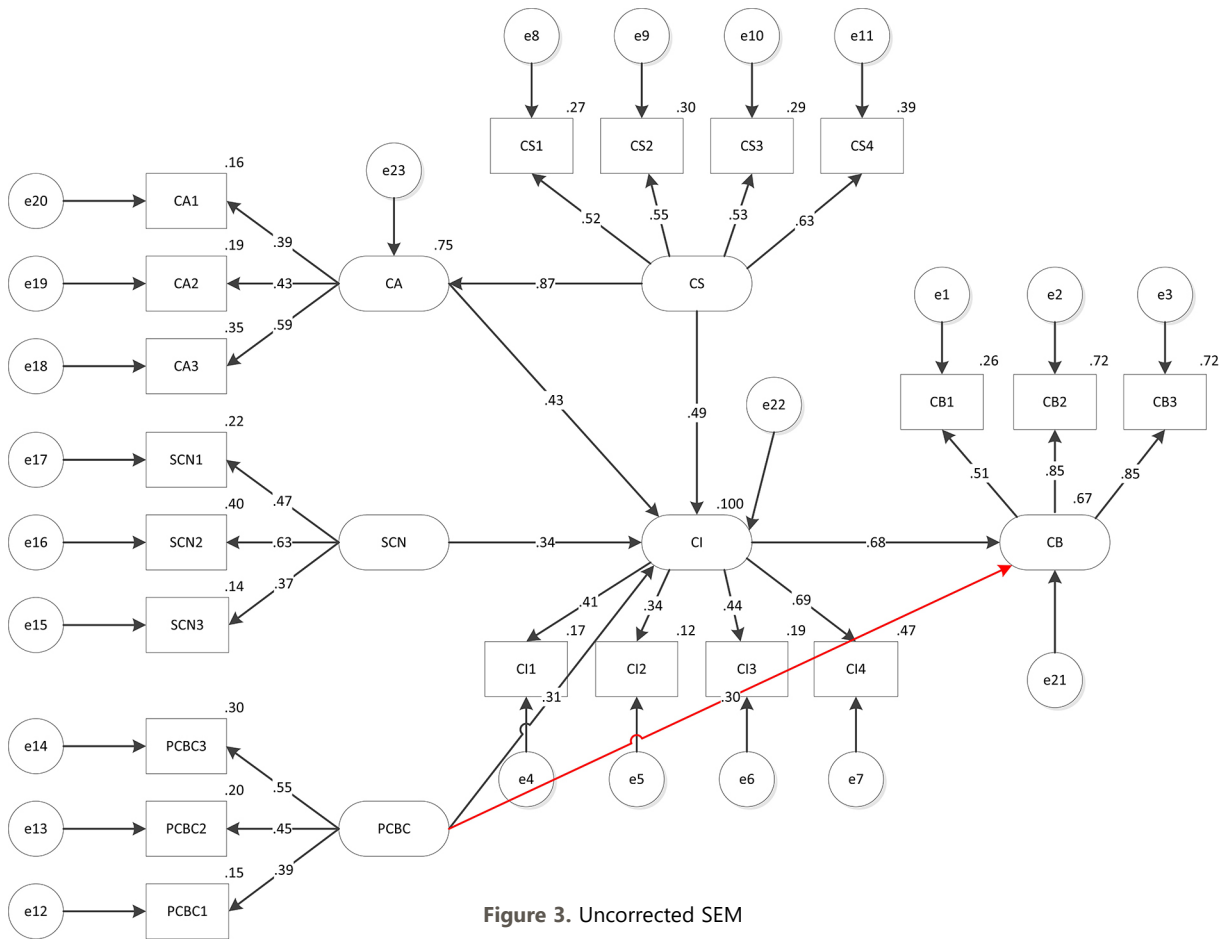 e8 e9 e10 e11
.27 .30 .29 .39
CS1 CS2 CS3 CS4
.16 e23
e20 CA1
.52 .55 .53 .63
.39 .19 .75
e19 CA2 .43 CA .87 CS
e1 e2 e3
.59 .35
e18 CA3
.26 .72 .72
.43 .49 e22 CB1 CB2 CB3
.22
e17 SCN1
.51 .85 .85
.47 .40 .100 .67
e16 SCN2 .63 SCN .34 CI .68 CB
.37 .14
e15 SCN3
.41 .34 .44 .69
.17 .12 .19 .47
CI1 CI2 CI3 CI4 e21
.31 .30
.30
e14 PCBC3
e4 e5 e6 e7
.55 .20
e13 PCBC2 .45 PCBC
.39 .15
e12 PCBC1
Figure 3. Uncorrected SEM